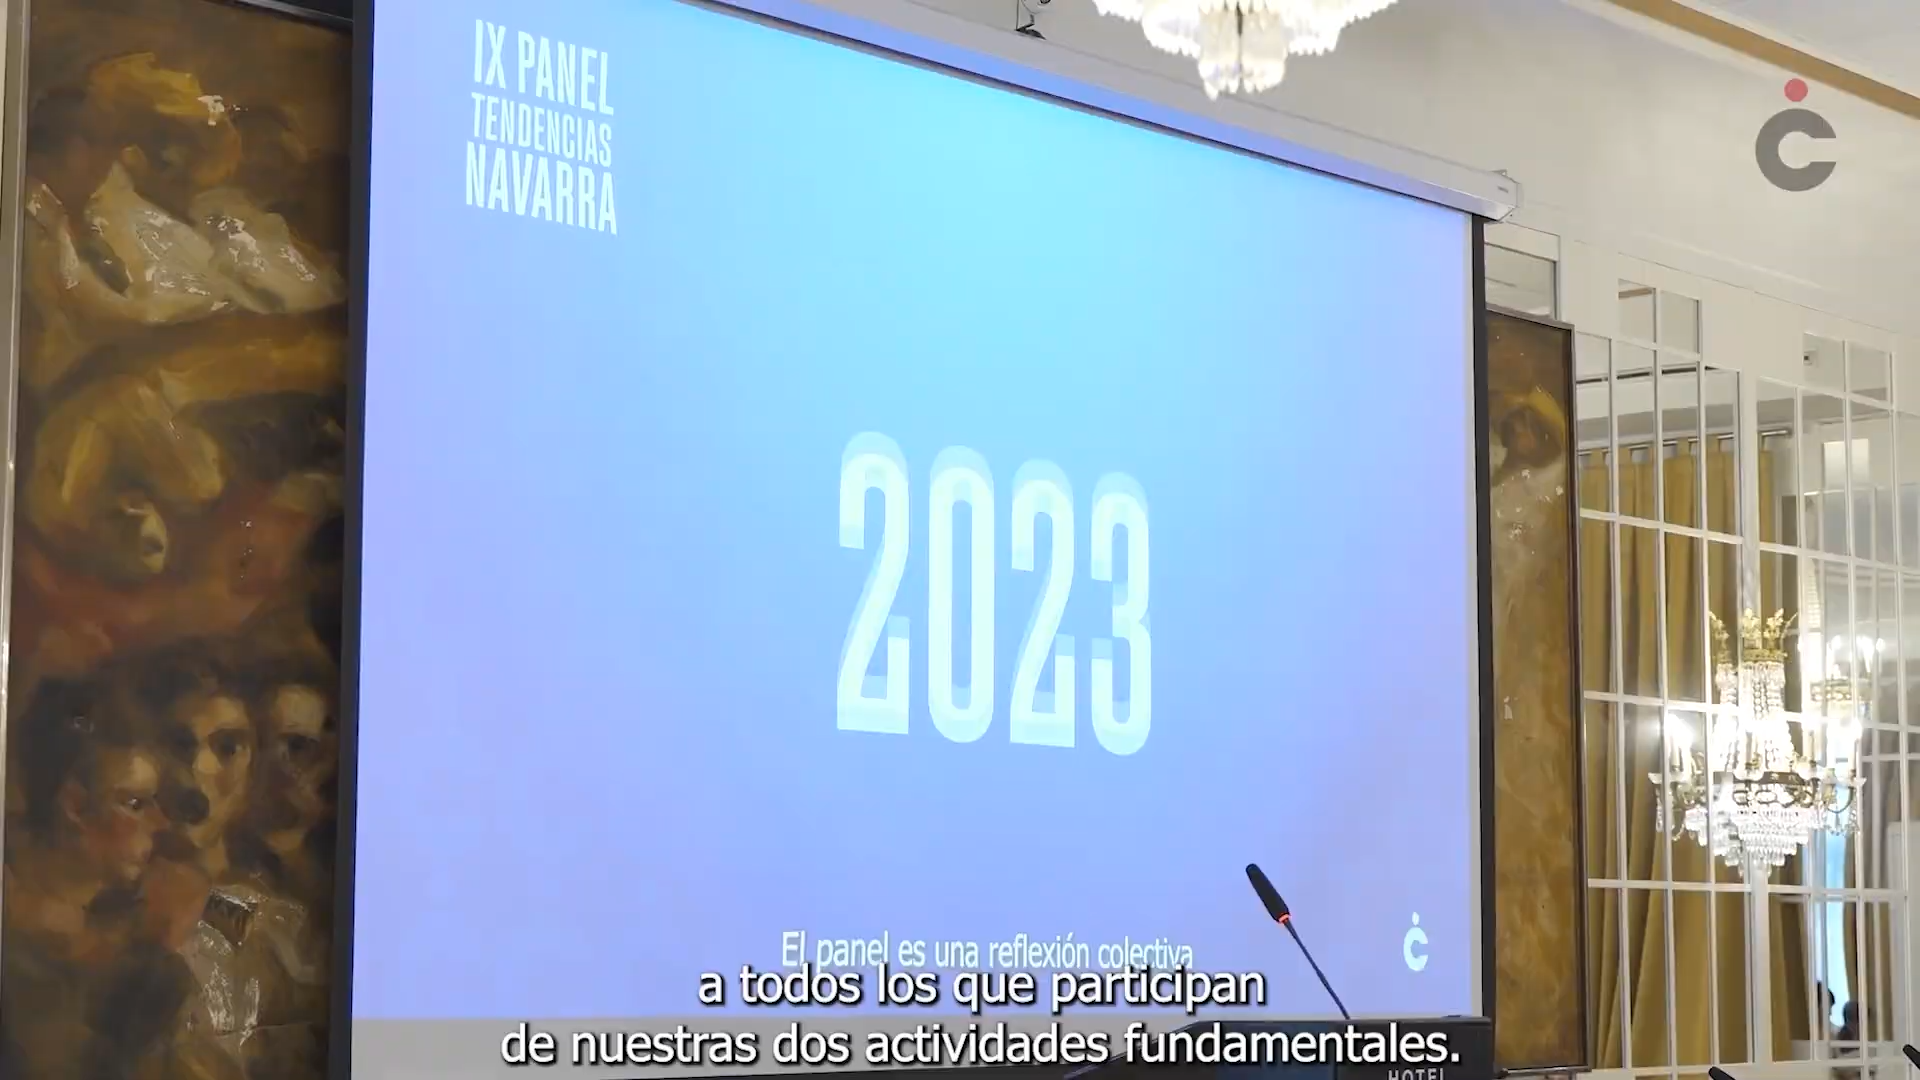 IX PANEL
TENDENCIAS
NAVARRA
2023
El panel es una reflexión colectiva
a todos los que participan
de nuestras dos actividades fundamentales.
HOTEL